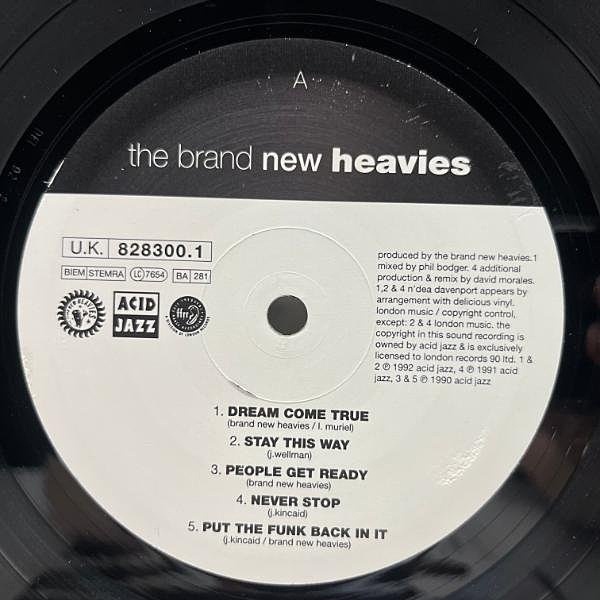 A
the brand new heavies
U.K. 828300.1
BIEM STEMRA LC 7654 BA 281
ACID
JAZZ
ffrr
produced by the brand new heavies.1
mixed by phil bodger. 4 additional
production & remix by david morales.
1,2 & 4 n'dea davenport appears by
arrangement with delicious vinyl.
london music / copyright control,
except: 2 & 4 london music. the
copyright in this sound recording is
owned by acid jazz & is exclusively
licensed to london records 90 ltd. 1 &
2 ℗ 1992 acid jazz, 4 ℗ 1991 acid
jazz, 3 & 5 ℗ 1990 acid jazz
1. DREAM COME TRUE
(brand new heavies / l. muriel)
2. STAY THIS WAY
(j.wellman)
3. PEOPLE GET READY
(brand new heavies)
4. NEVER STOP
(j.kincaid)
5. PUT THE FUNK BACK IN IT
(j.kincaid / brand new heavies)